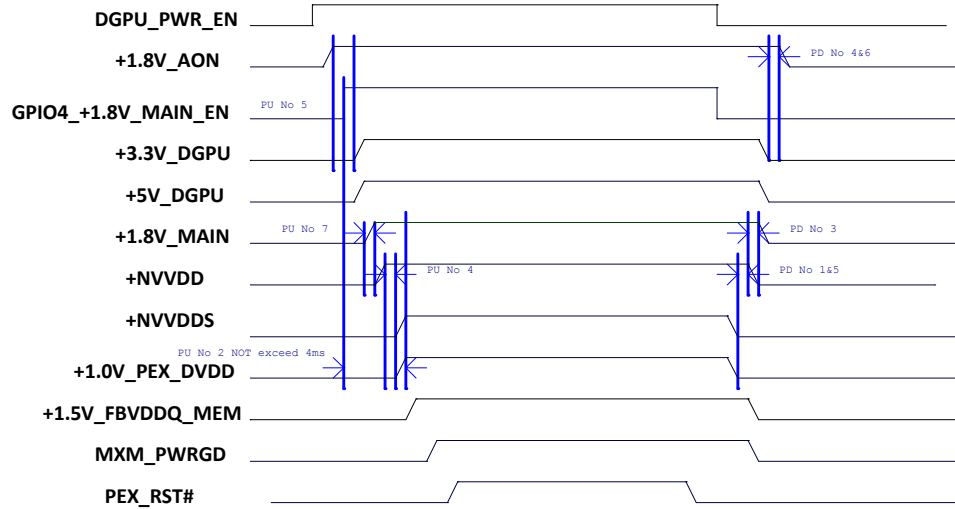 DGPU_PWR_EN
+1.8V_AON
PD No 4&6
GPIO4_+1.8V_MAIN_EN
PU No 5
+3.3V_DGPU
+5V_DGPU
+1.8V_MAIN
PU No 7
PD No 3
+NVVDD
PU No 4
PD No 1&5
+NVVDDS
PU No 2 NOT exceed 4ms
+1.0V_PEX_DVDD
+1.5V_FBVDDQ_MEM
MXM_PWRGD
PEX_RST#